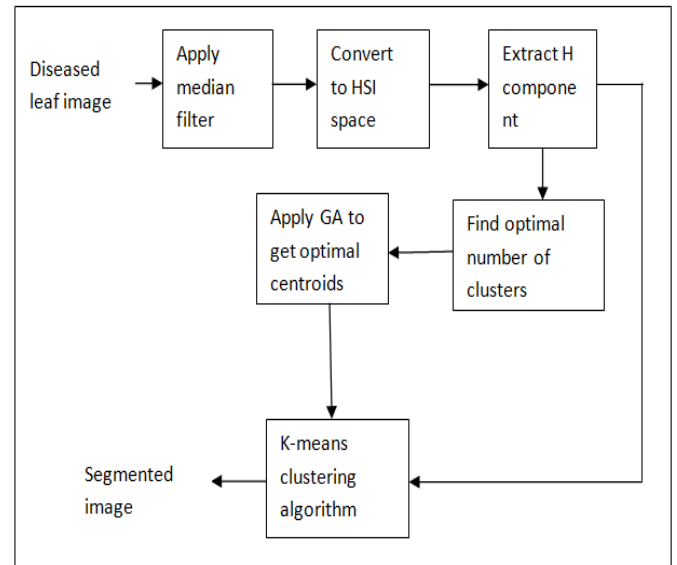 Diseased
leaf image
Apply
median
filter
Convert
to HSI
space
Extract H
compone
nt
Apply GA to
get optimal
centroids
Find optimal
number of
clusters
K-means
clustering
algorithm
Segmented
image